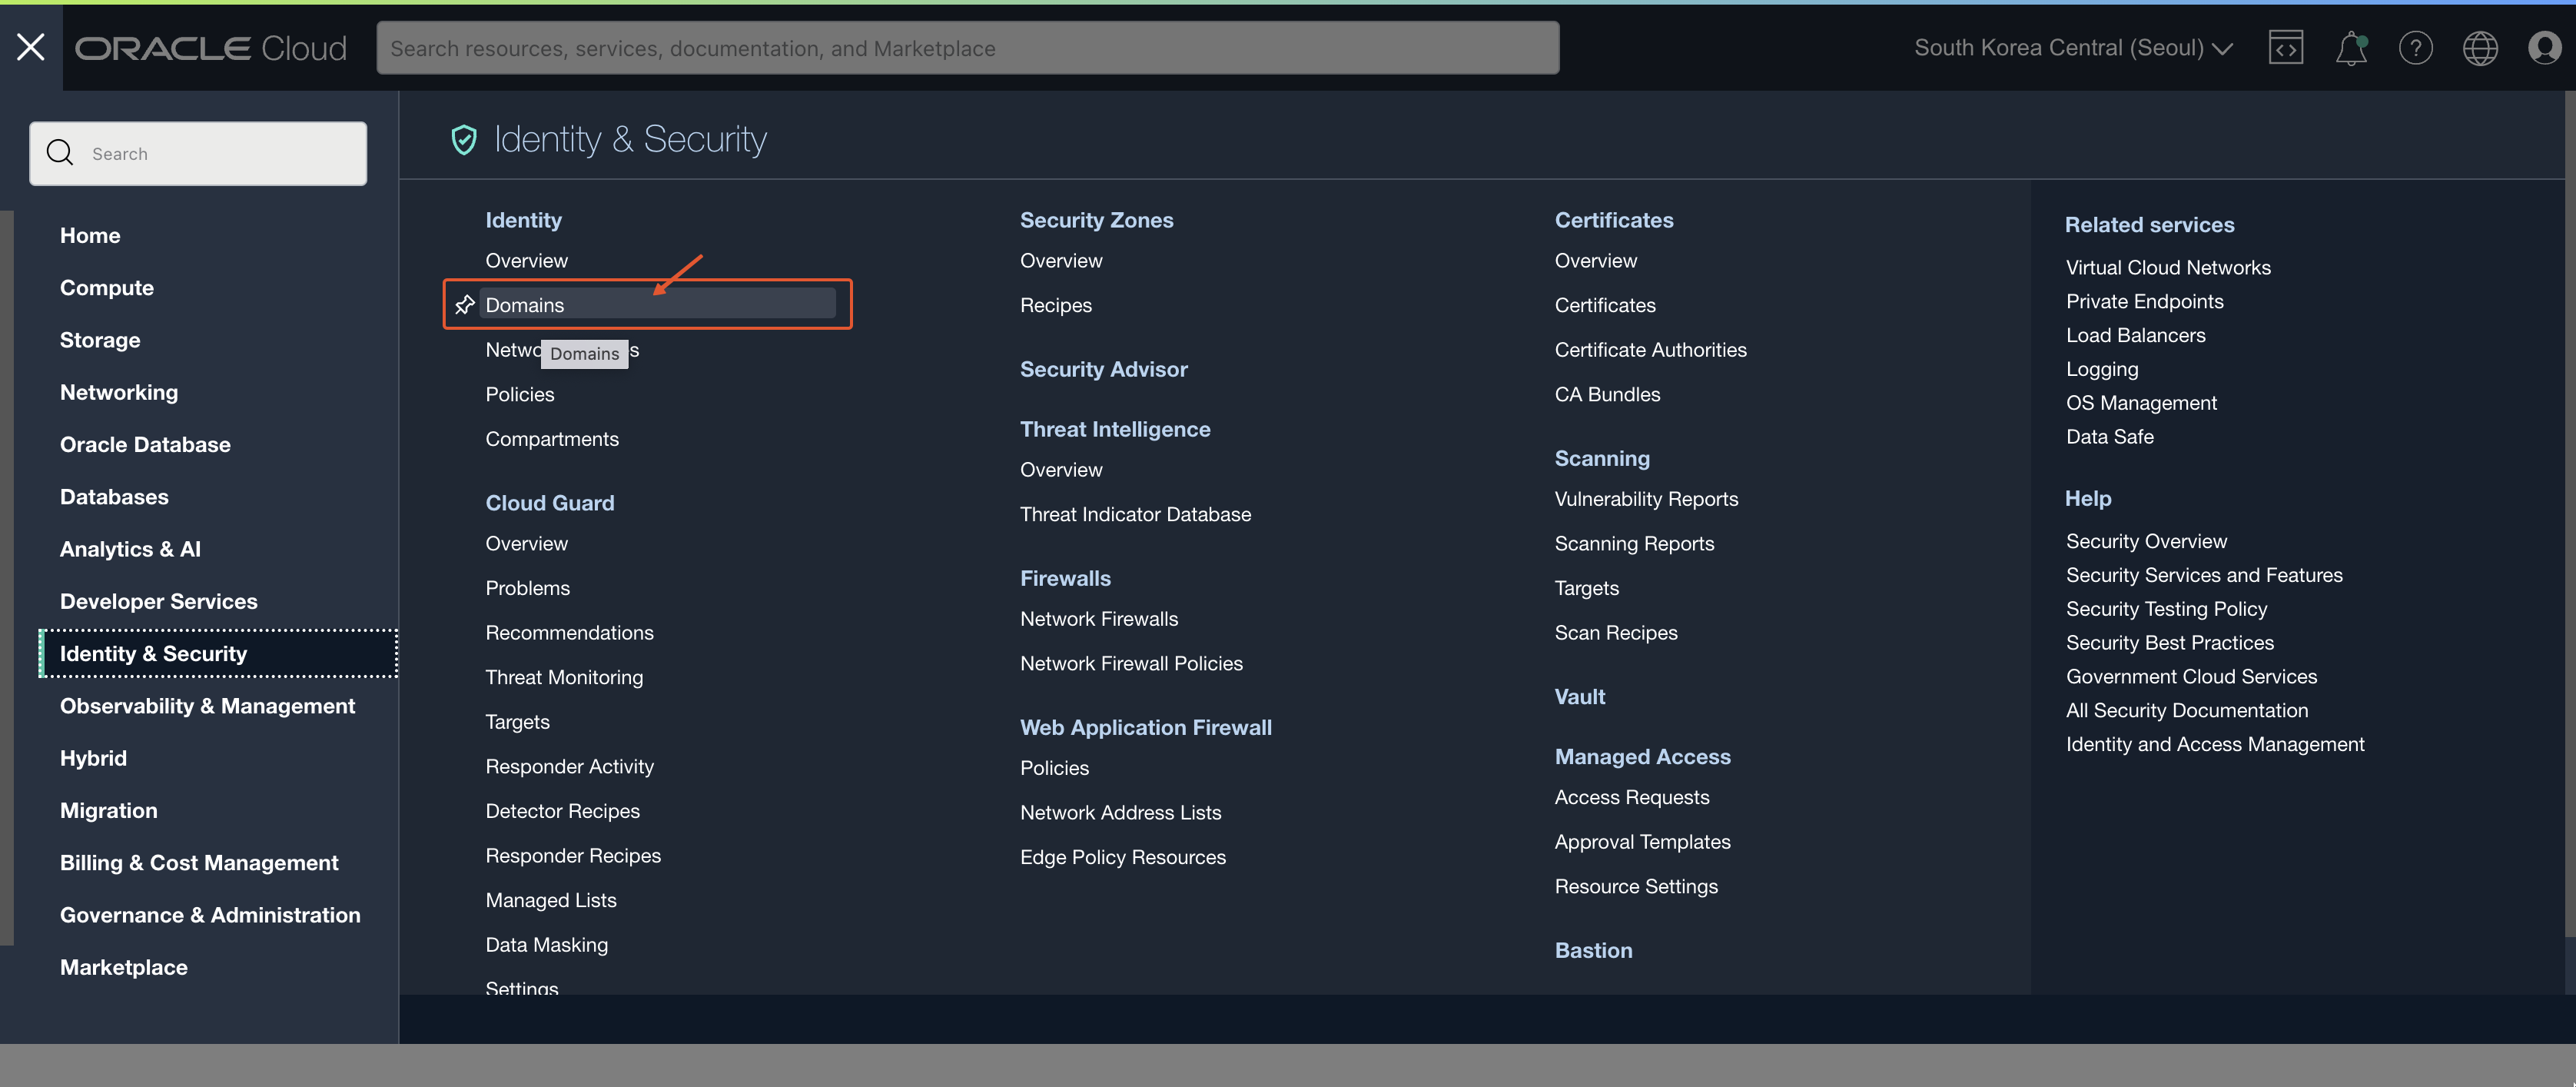 ORACLE Cloud
Search resources, services, documentation, and Marketplace
South Korea Central (Seoul)
Search
Home
Compute
Storage
Networking
Oracle Database
Databases
Analytics & AI
Developer Services
Identity & Security
Observability & Management
Hybrid
Migration
Billing & Cost Management
Governance & Administration
Marketplace
Identity & Security
Identity
Overview
Domains
Domains
Policies
Compartments
Cloud Guard
Overview
Problems
Recommendations
Threat Monitoring
Targets
Responder Activity
Detector Recipes
Responder Recipes
Managed Lists
Data Masking
Settings
Security Zones
Overview
Recipes
Security Advisor
Threat Intelligence
Overview
Threat Indicator Database
Firewalls
Network Firewalls
Network Firewall Policies
Web Application Firewall
Policies
Network Address Lists
Edge Policy Resources
Certificates
Overview
Certificates
Certificate Authorities
CA Bundles
Scanning
Vulnerability Reports
Scanning Reports
Targets
Scan Recipes
Vault
Managed Access
Access Requests
Approval Templates
Resource Settings
Bastion
Related services
Virtual Cloud Networks
Private Endpoints
Load Balancers
Logging
OS Management
Data Safe
Help
Security Overview
Security Services and Features
Security Testing Policy
Security Best Practices
Government Cloud Services
All Security Documentation
Identity and Access Management